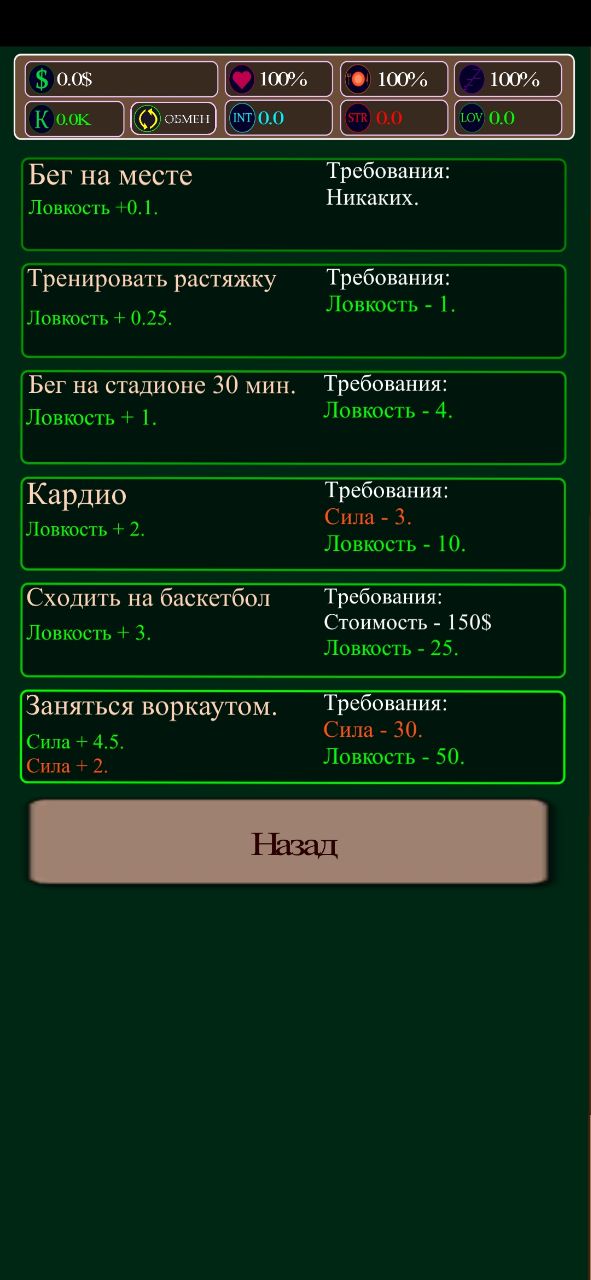 0.0$ 100% 100% 100%
K 0.0K ОБМЕН INT 0.0 STR 0.0 LOV 0.0
Бег на месте
Ловкость +0.1.
Требования:
Никаких.
Тренировать растяжку
Ловкость + 0.25.
Требования:
Ловкость - 1.
Бег на стадионе 30 мин.
Ловкость + 1.
Требования:
Ловкость - 4.
Кардио
Ловкость + 2.
Требования:
Сила - 3.
Ловкость - 10.
Сходить на баскетбол
Ловкость + 3.
Требования:
Стоимость - 150$
Ловкость - 25.
Заняться воркаутом.
Сила + 4.5.
Сила + 2.
Требования:
Сила - 30.
Ловкость - 50.
Назад